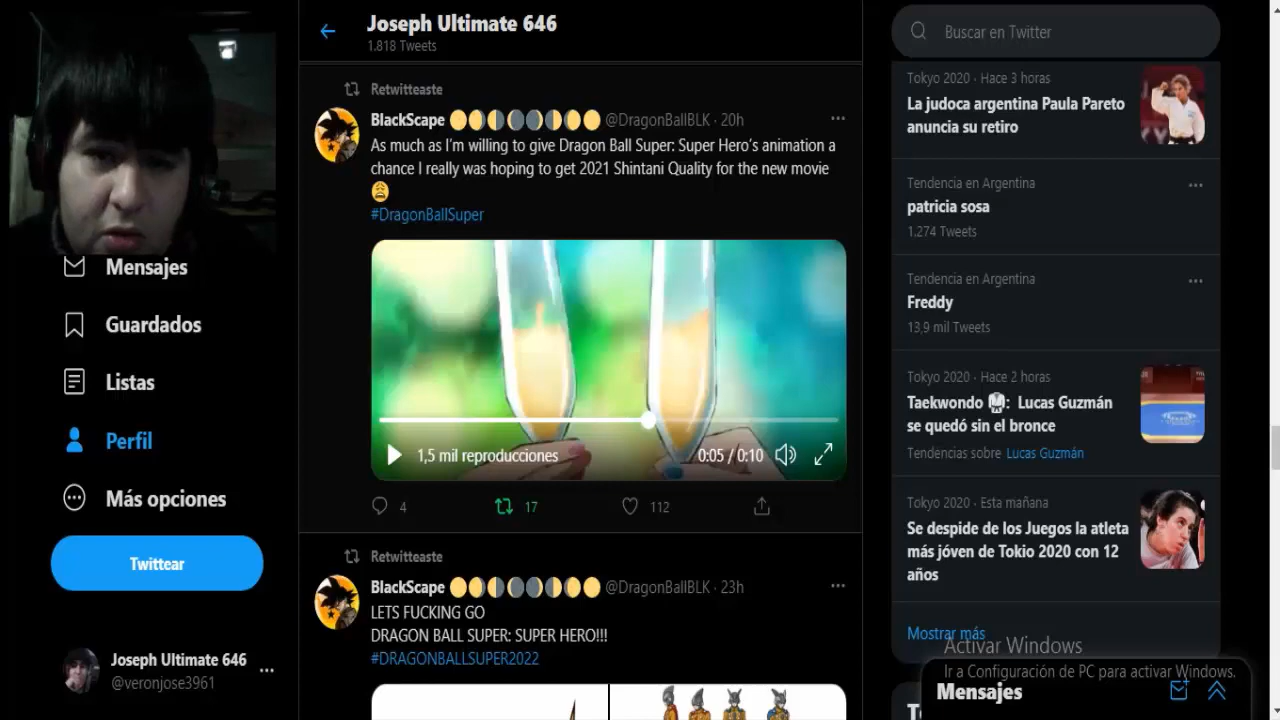 Joseph Ultimate 646
1.818 Tweets
Mensajes
Guardados
Listas
Perfil
Más opciones
Twittear
Joseph Ultimate 646
@veronjose3961
Retwitteaste
BlackScape 🌕🌖🌗🌘🌑🌒🌓🌔🌕 @DragonBallBLK · 20h
As much as I'm willing to give Dragon Ball Super: Super Hero's animation a
chance I really was hoping to get 2021 Shintani Quality for the new movie
😩
#DragonBallSuper
1,5 mil reproducciones
0:05 / 0:10
4
17
112
Retwitteaste
BlackScape 🌕🌖🌗🌘🌑🌒🌓🌔🌕 @DragonBallBLK · 23h
LETS FUCKING GO
DRAGON BALL SUPER: SUPER HERO!!!
#DRAGONBALLSUPER2022
Buscar en Twitter
Tokyo 2020 · Hace 3 horas
La judoca argentina Paula Pareto
anuncia su retiro
Tendencia en Argentina
patricia sosa
1.274 Tweets
Tendencia en Argentina
Freddy
13,9 mil Tweets
Tokyo 2020 · Hace 2 horas
Taekwondo 🥋: Lucas Guzmán
se quedó sin el bronce
Tendencias sobre Lucas Guzmán
Tokyo 2020 · Esta mañana
Se despide de los Juegos la atleta
más jóven de Tokio 2020 con 12
años
Mostrar más
Activar Windows
Ir a Configuración de PC para activar Windows.
Mensajes